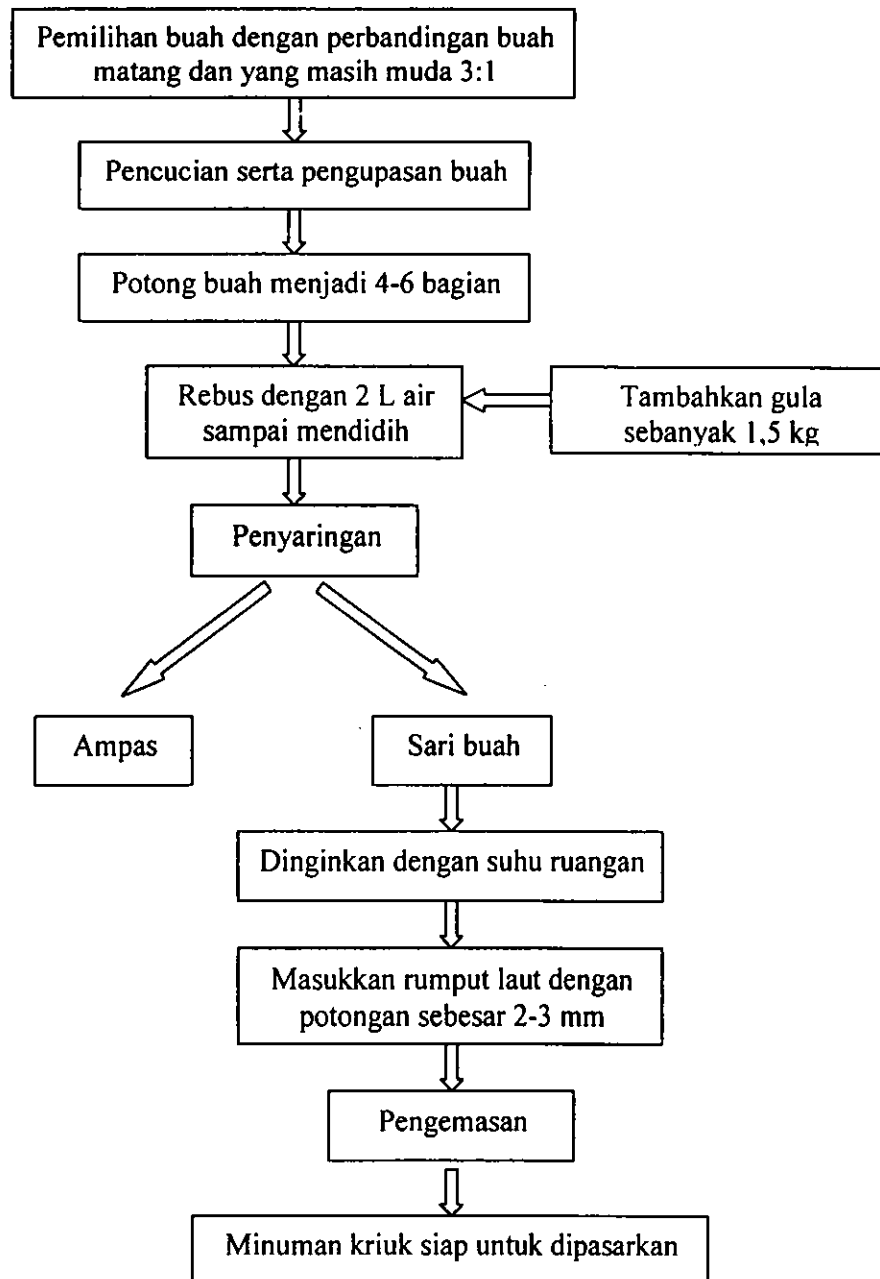 Pemilihan buah dengan perbandingan buah
matang dan yang masih muda 3:1
Pencucian serta pengupasan buah
Potong buah menjadi 4-6 bagian
Rebus dengan 2 L air
sampai mendidih
Tambahkan gula
sebanyak 1,5 kg
Penyaringan
Ampas
Sari buah
Dinginkan dengan suhu ruangan
Masukkan rumput laut dengan
potongan sebesar 2-3 mm
Pengemasan
Minuman kriuk siap untuk dipasarkan